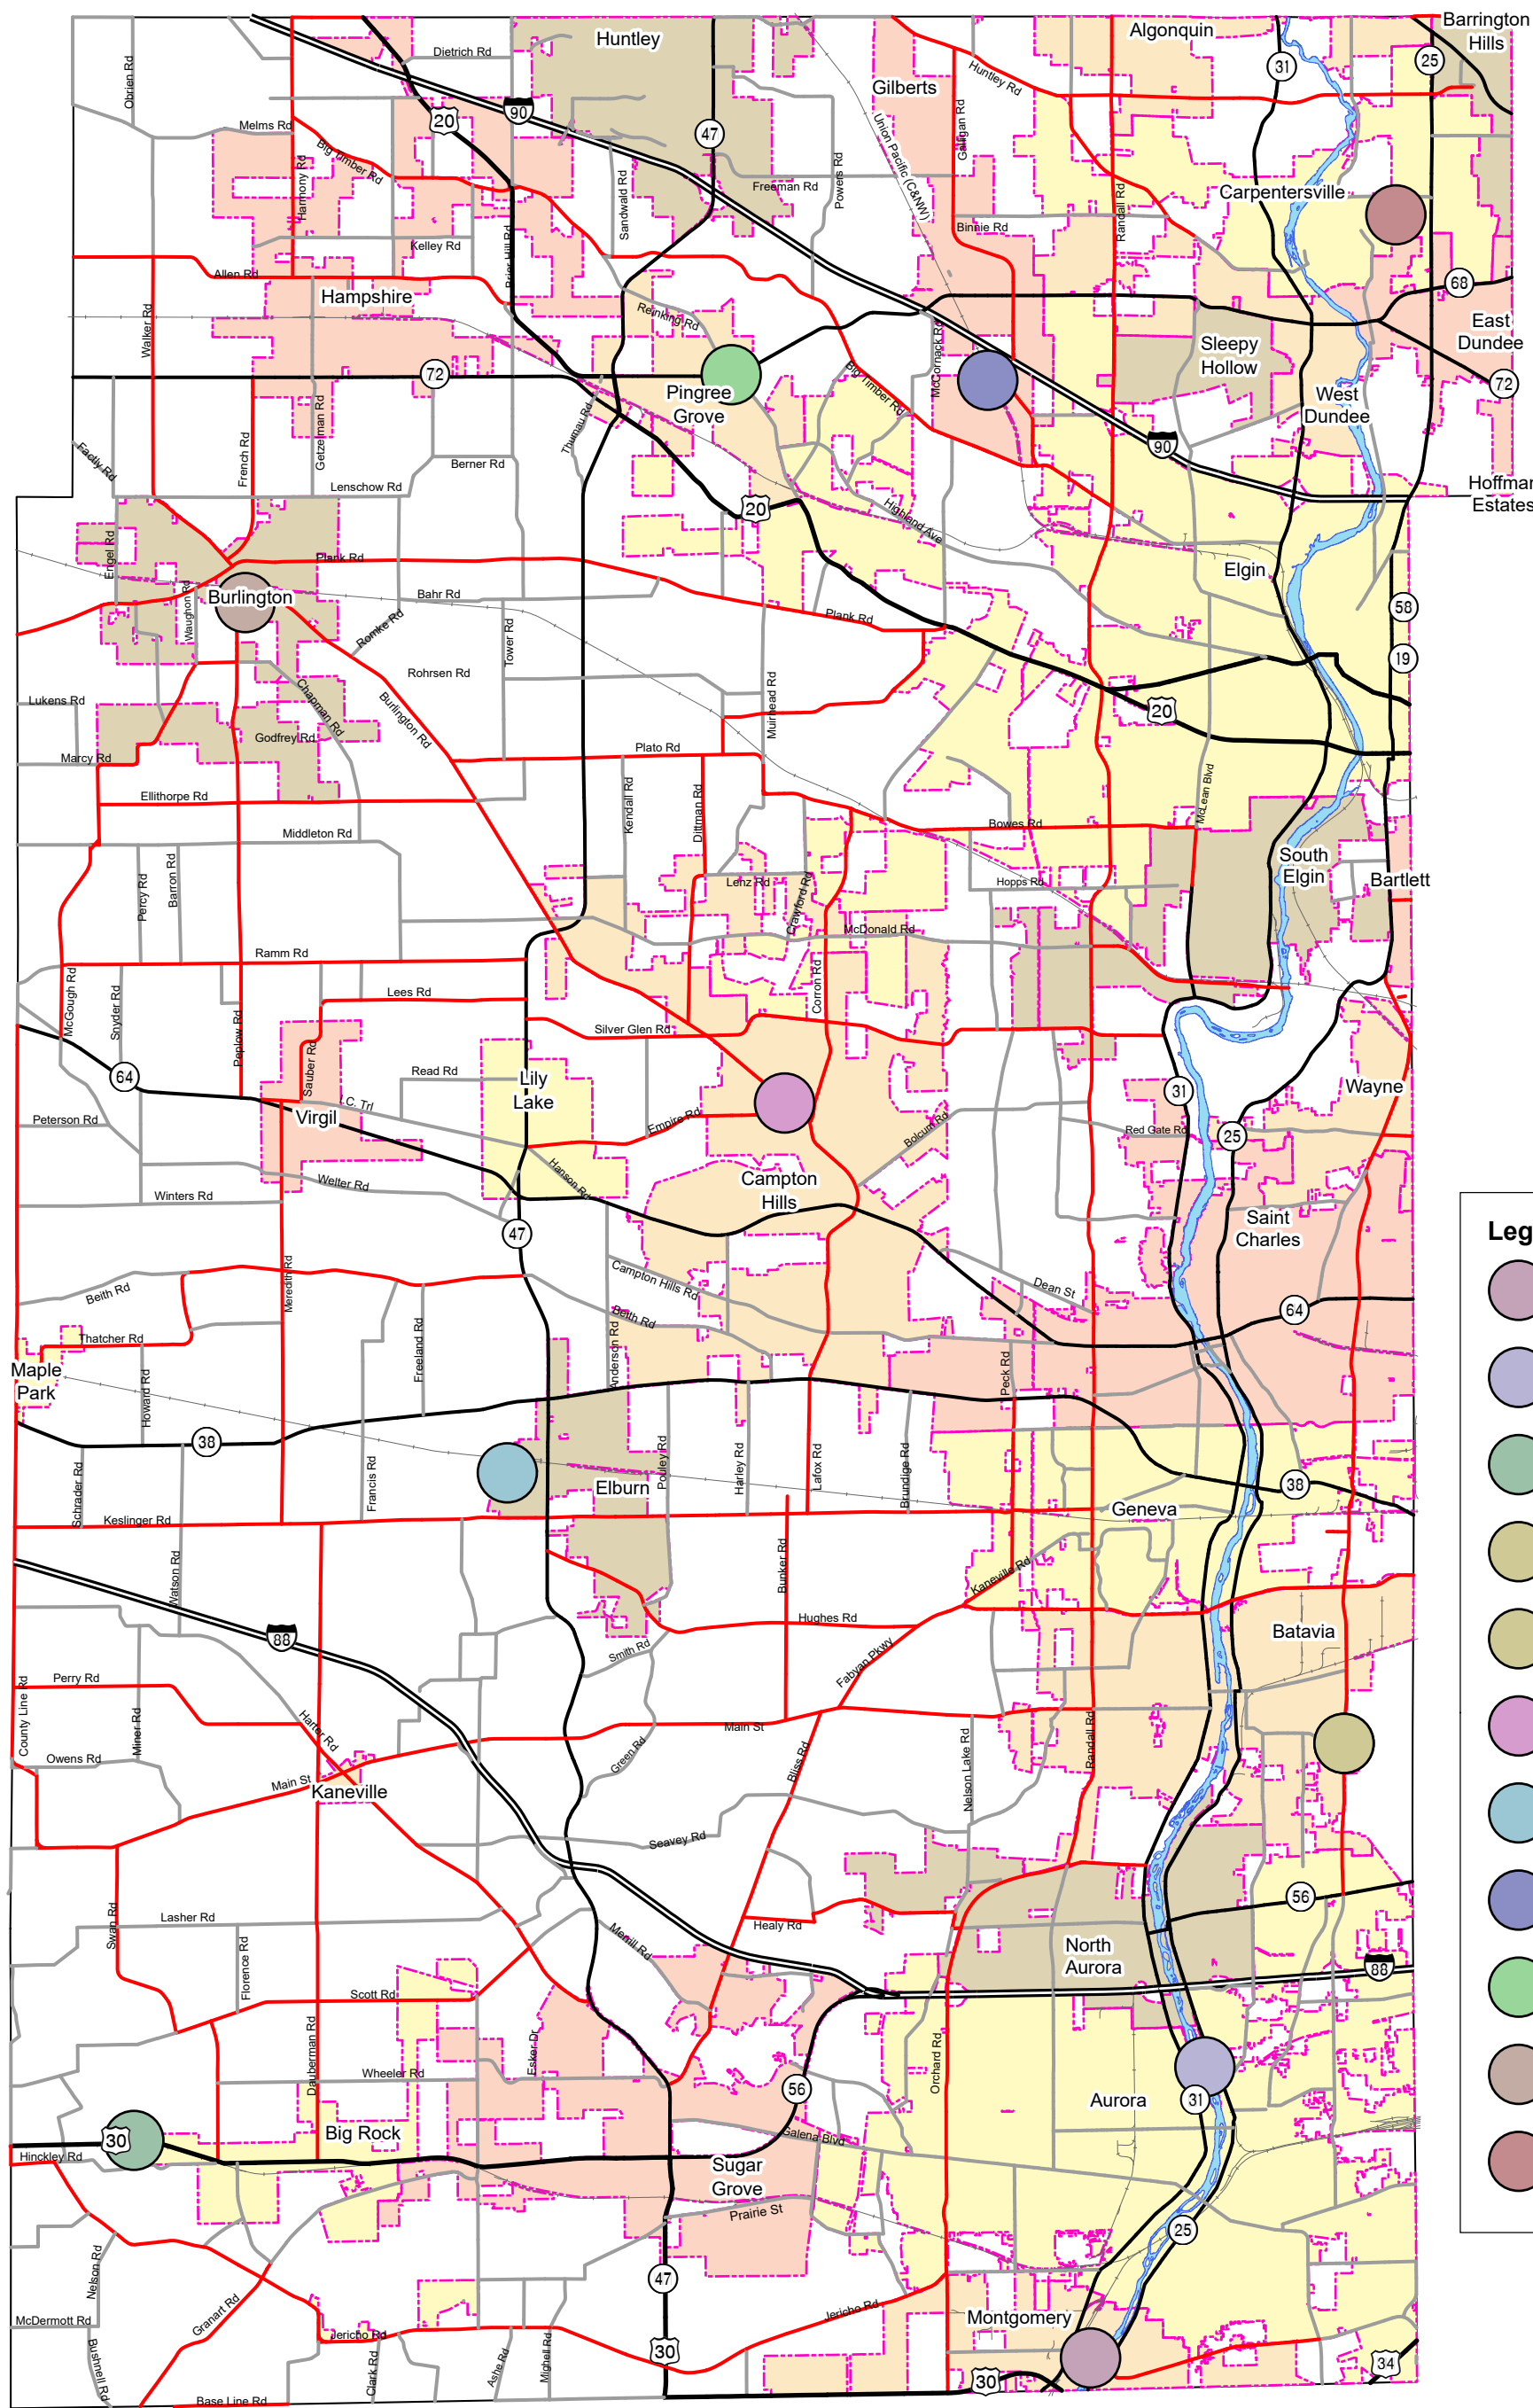 Barrington
Hills
Algonquin
Huntley
31
25
Dietrich Rd
Gilberts
Huntley Rd
Obrien Rd
90
20
47
Melms Rd
Big Timber Rd
Harmony Rd
Union Pacific (C&NW)
Galligan Rd
Freeman Rd
Powers Rd
Sandwald Rd
Randall Rd
Carpentersville
Binnie Rd
Kelley Rd
Brier Hill Rd
Allen Rd
68
Hampshire
Reinking Rd
East
Dundee
Walker Rd
Sleepy
Hollow
McCornack Rd
72
72
Big Timber Rd
Pingree
Grove
West
Dundee
Thurnau Rd
Getzelman Rd
French Rd
90
Berner Rd
Lenschow Rd
Hoffman
Estates
20
Highland Ave
Engel Rd
Plank Rd
Elgin
Burlington
Waughon Rd
Bahr Rd
58
Plank Rd
Romke Rd
Tower Rd
19
Rohrsen Rd
Muirhead Rd
Lukens Rd
Chapman Rd
Burlington Rd
20
Godfrey Rd
Plato Rd
Marcy Rd
Ellithorpe Rd
Kendall Rd
Dittman Rd
McLean Blvd
Bowes Rd
Middleton Rd
South
Elgin
Percy Rd
Barron Rd
Lenz Rd
Crawford Rd
Hopps Rd
Bartlett
McDonald Rd
Ramm Rd
Corron Rd
Lees Rd
McGough Rd
Snyder Rd
Peplow Rd
Silver Glen Rd
Sauber Rd
64
Read Rd
Lily
Lake
31
Wayne
I.C. Trl
Virgil
Peterson Rd
Empire Rd
Bolcum Rd
Red Gate Rd
25
Hanson Rd
Campton
Hills
Welter Rd
Winters Rd
Saint
Charles
47
Meredith Rd
Campton Hills Rd
Dean St
Beith Rd
Beith Rd
64
Thatcher Rd
Freeland Rd
Anderson Rd
Peck Rd
Maple
Park
Howard Rd
38
Pouley Rd
Harley Rd
Lafox Rd
Brundige Rd
Schrader Rd
Francis Rd
Elburn
38
Geneva
Keslinger Rd
Watson Rd
Bunker Rd
Kaneville Rd
Hughes Rd
Batavia
88
Smith Rd
Fabyan Pkwy
Perry Rd
County Line Rd
Miner Rd
Harter Rd
Main St
Green Rd
Bliss Rd
Nelson Lake Rd
Randall Rd
Owens Rd
Main St
Kaneville
Seavey Rd
56
Swan Rd
Lasher Rd
Healy Rd
Merrill Rd
North
Aurora
Florence Rd
88
Scott Rd
Dauberman Rd
Esker Dr
Orchard Rd
Wheeler Rd
56
Aurora
31
Big Rock
30
Galena Blvd
Hinckley Rd
Sugar
Grove
Prairie St
25
Nelson Rd
47
Granart Rd
Jericho Rd
Montgomery
McDermott Rd
Jericho Rd
Bushnell Rd
Clark Rd
Ashe Rd
Mighell Rd
30
34
30
Base Line Rd
Leg